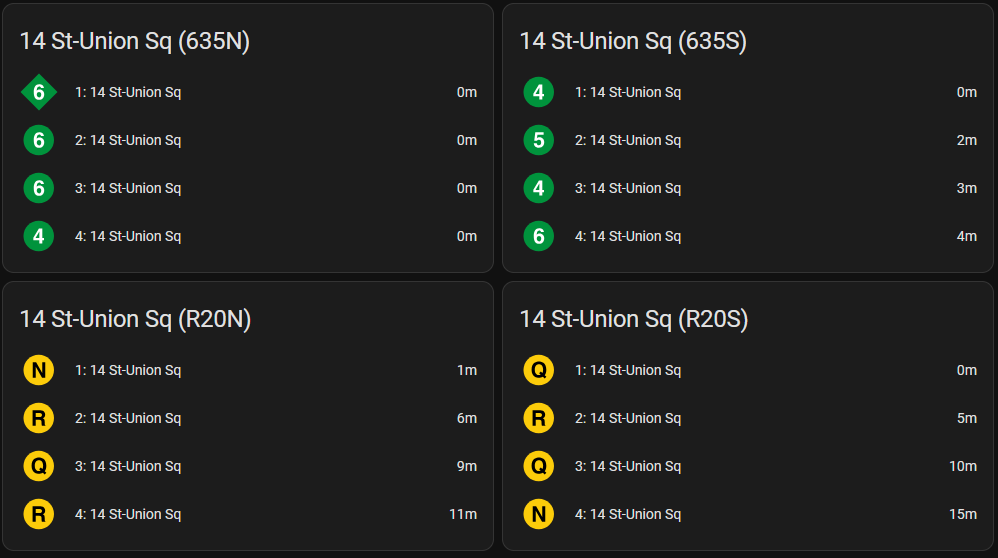 14 St-Union Sq (635N)
6 1: 14 St-Union Sq 0m
6 2: 14 St-Union Sq 0m
6 3: 14 St-Union Sq 0m
4 4: 14 St-Union Sq 0m
14 St-Union Sq (635S)
4 1: 14 St-Union Sq 0m
5 2: 14 St-Union Sq 2m
4 3: 14 St-Union Sq 3m
6 4: 14 St-Union Sq 4m
14 St-Union Sq (R20N)
N 1: 14 St-Union Sq 1m
R 2: 14 St-Union Sq 6m
Q 3: 14 St-Union Sq 9m
R 4: 14 St-Union Sq 11m
14 St-Union Sq (R20S)
Q 1: 14 St-Union Sq 0m
R 2: 14 St-Union Sq 5m
Q 3: 14 St-Union Sq 10m
N 4: 14 St-Union Sq 15m